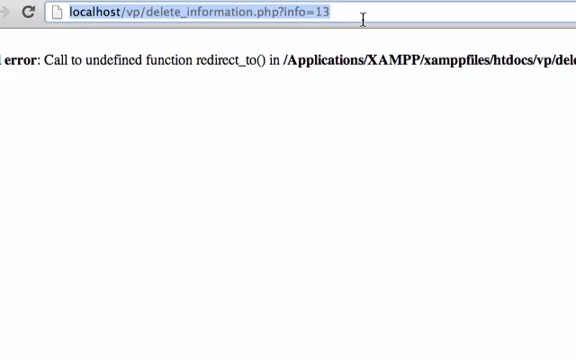 localhost/vp/delete_information.php?info=13
error: Call to undefined function redirect_to() in /Applications/XAMPP/xamppfiles/htdocs/vp/dele